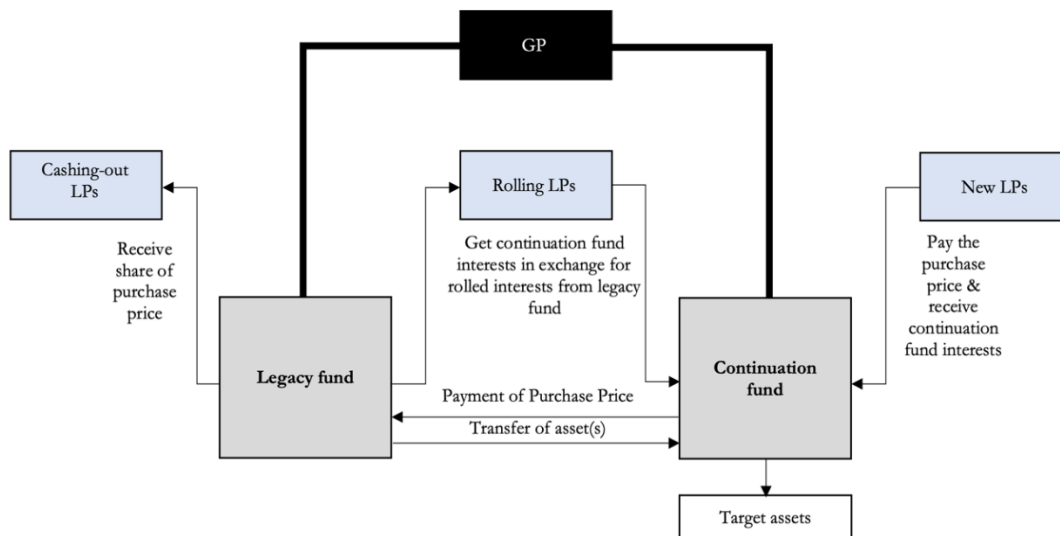 GP
Cashing-out
LPs
Rolling LPs
New LPs
Receive
share of
purchase
price
Get continuation fund
interests in exchange for
rolled interests from legacy
fund
Pay the
purchase
price &
receive
continuation
fund interests
Legacy fund
Continuation
fund
Payment of Purchase Price
Transfer of asset(s)
Target assets